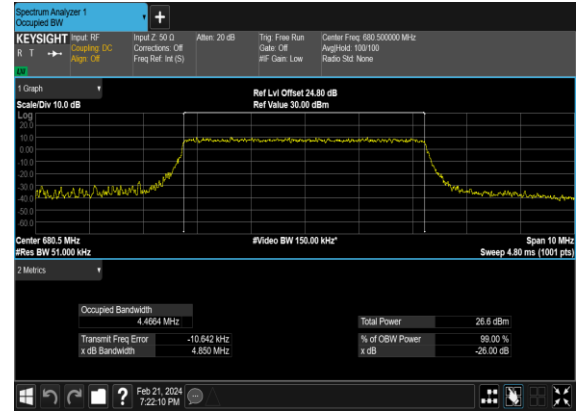 Spectrum Analyzer 1
Occupied BW
+
KEYSIGHT Input: RF Input Z: 50 Ω Atten: 20 dB Trig: Free Run Center Freq: 680.500000 MHz
R T Coupling: DC Corrections: Off Gate: Off Avg|Hold: 100/100
Align: Off Freq Ref: Int (S) #IF Gain: Low Radio Std: None
LU
1 Graph
Ref Lvl Offset 24.80 dB
Scale/Div 10.0 dB Ref Value 30.00 dBm
Log
20.0
10.0
0.00
-10.0
-20.0
-30.0
-40.0
-50.0
-60.0
Center 680.5 MHz #Video BW 150.00 kHz* Span 10 MHz
#Res BW 51.000 kHz Sweep 4.80 ms (1001 pts)
2 Metrics
Occupied Bandwidth
4.4664 MHz Total Power 26.6 dBm
Transmit Freq Error -10.642 kHz % of OBW Power 99.00 %
x dB Bandwidth 4.850 MHz x dB -26.00 dB
? Feb 21, 2024
7:22:10 PM